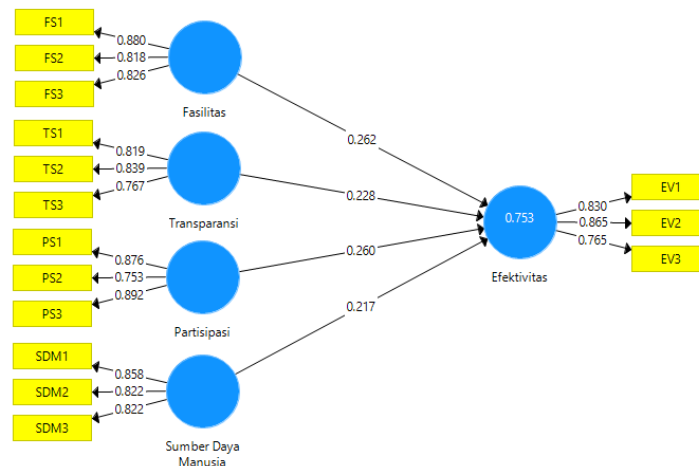 FS1
0.880
FS2
0.818
FS3
0.826
Fasilitas
TS1
0.819
TS2
0.839
TS3
0.767
Transparansi
PS1
0.876
PS2
0.753
PS3
0.892
Partisipasi
SDM1
0.858
SDM2
0.822
SDM3
0.822
Sumber Daya
Manusia
0.262
0.228
0.260
0.217
0.753
Efektivitas
EV1
0.830
EV2
0.865
EV3
0.765